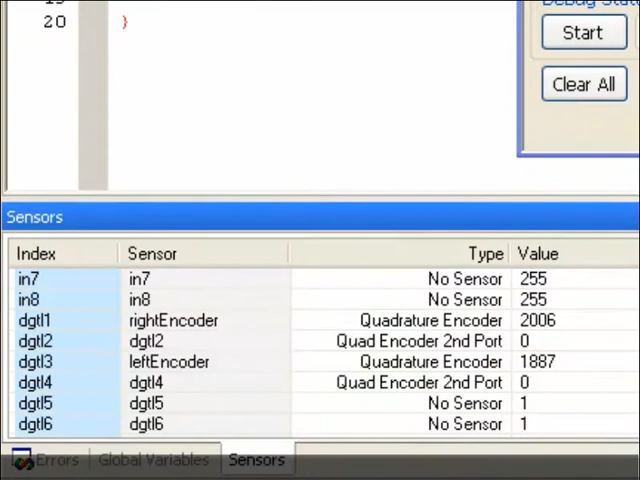 Debug Stat
20 }
Start
Clear All
Sensors
Index Sensor Type Value
in7 in7 No Sensor 255
in8 in8 No Sensor 255
dgtl1 rightEncoder Quadrature Encoder 2006
dgtl2 dgtl2 Quad Encoder 2nd Port 0
dgtl3 leftEncoder Quadrature Encoder 1887
dgtl4 dgtl4 Quad Encoder 2nd Port 0
dgtl5 dgtl5 No Sensor 1
dgtl6 dgtl6 No Sensor 1
Errors Global Variables Sensors